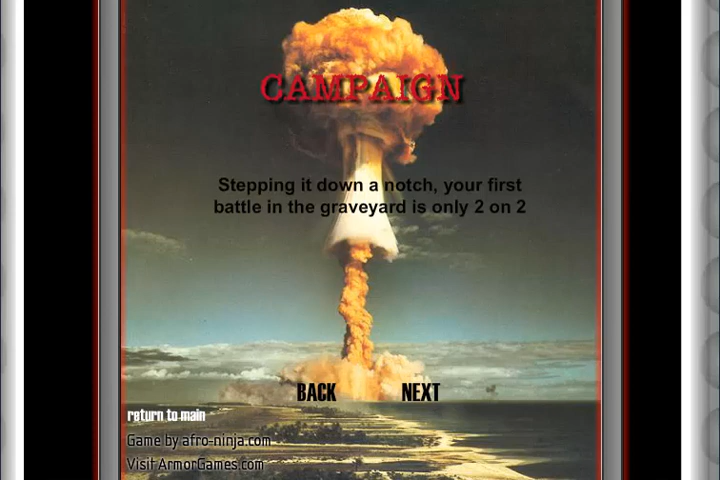 CAMPAIGN
Stepping it down a notch, your first
battle in the graveyard is only 2 on 2
BACK NEXT
return to main
Game by afro-ninja.com
Visit ArmorGames.com